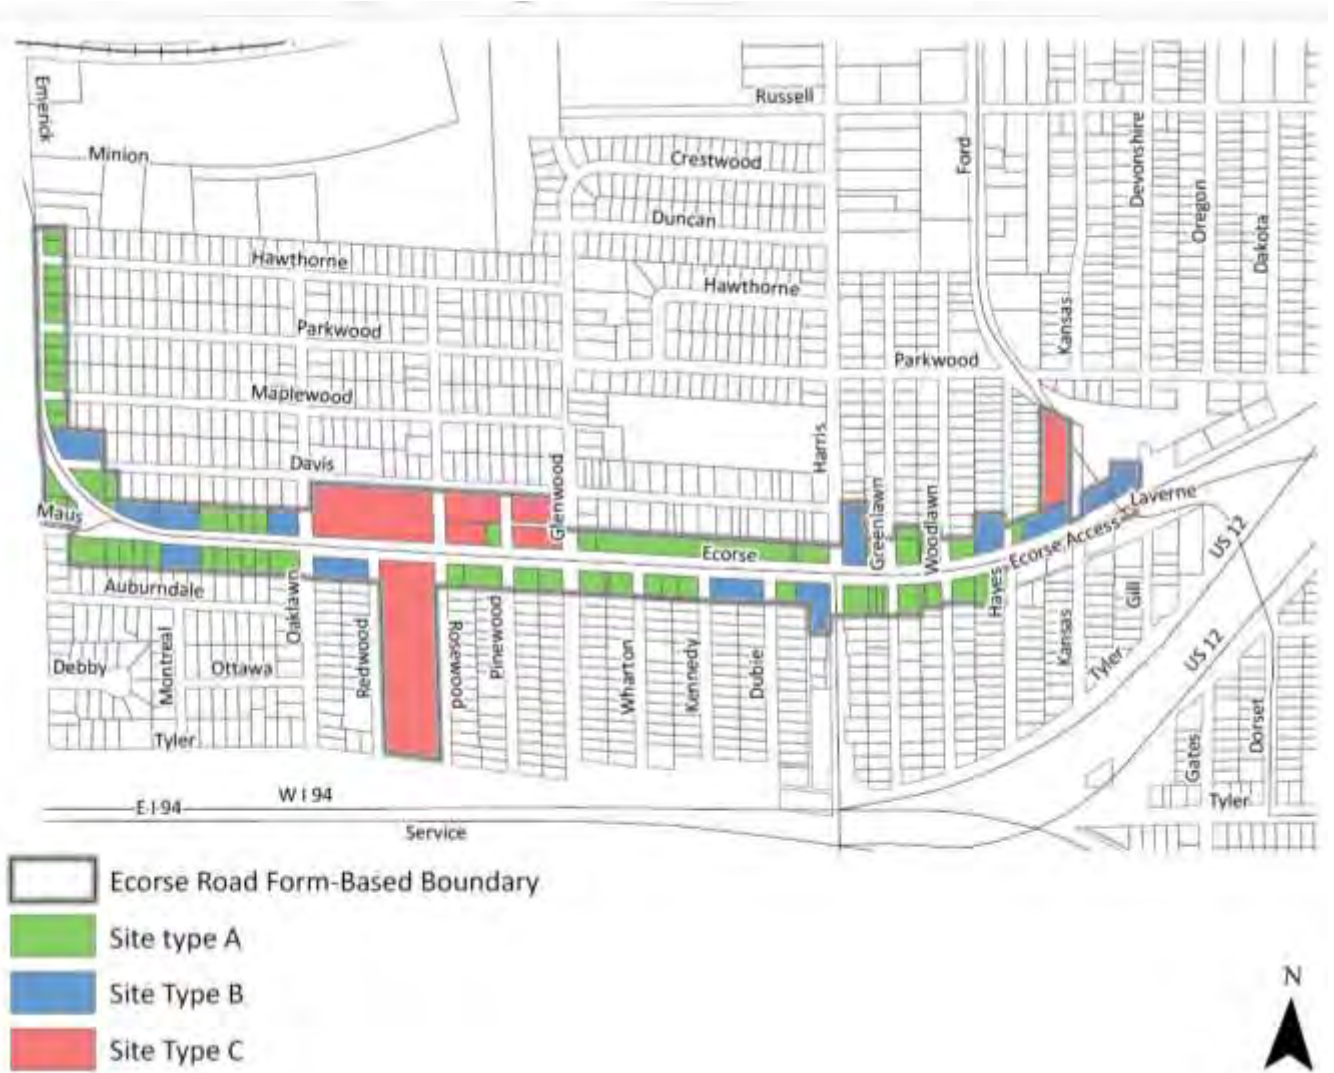 Emerick
Minion
Russell
Crestwood
Duncan
Ford
Devonshire
Oregon
Dakota
Hawthorne
Hawthorne
Parkwood
Kansas
Parkwood
Maplewood
Davis
Glenwood
Harris
Greenlawn
Woodlawn
Laverne
Maus
Ecorse
Ecorse Access
US 12
Auburndale
Oaklawn
Hayes
Gill
Debby
Montreal
Ottawa
Redwood
Rosewood
Pinewood
Wharton
Kennedy
Dubie
Kansas
Tyler
US 12
Tyler
Gates
Dorset
E I 94
W I 94
Tyler
Service
Ecorse Road Form-Based Boundary
Site type A
Site Type B
Site Type C
N